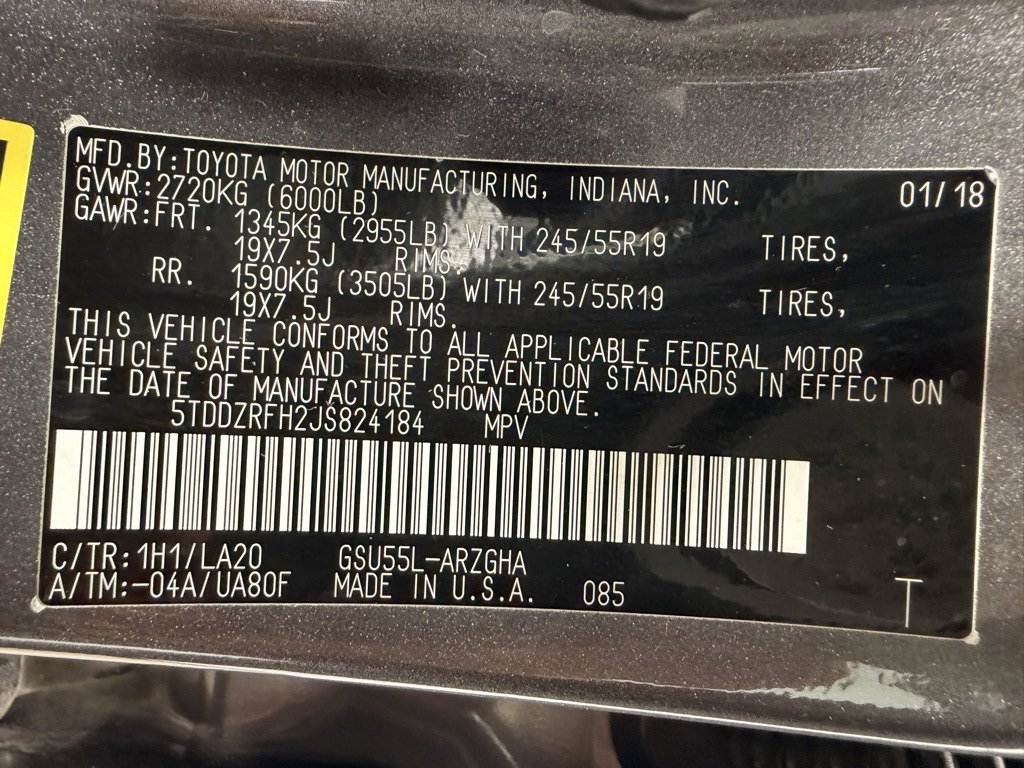 MFD.BY:TOYOTA MOTOR MANUFACTURING, INDIANA, INC. 01/18
GVWR:2720KG (6000LB)
GAWR:FRT. 1345KG (2955LB) WITH 245/55R19 TIRES,
19X7.5J RIMS.
RR. 1590KG (3505LB) WITH 245/55R19 TIRES,
19X7.5J RIMS.
THIS VEHICLE CONFORMS TO ALL APPLICABLE FEDERAL MOTOR
VEHICLE SAFETY AND THEFT PREVENTION STANDARDS IN EFFECT ON
THE DATE OF MANUFACTURE SHOWN ABOVE.
5TDDZRFH2JS824184 MPV
C/TR:1H1/LA20 GSU55L-ARZGHA
A/TM:-04A/UA80F MADE IN U.S.A. 085 T